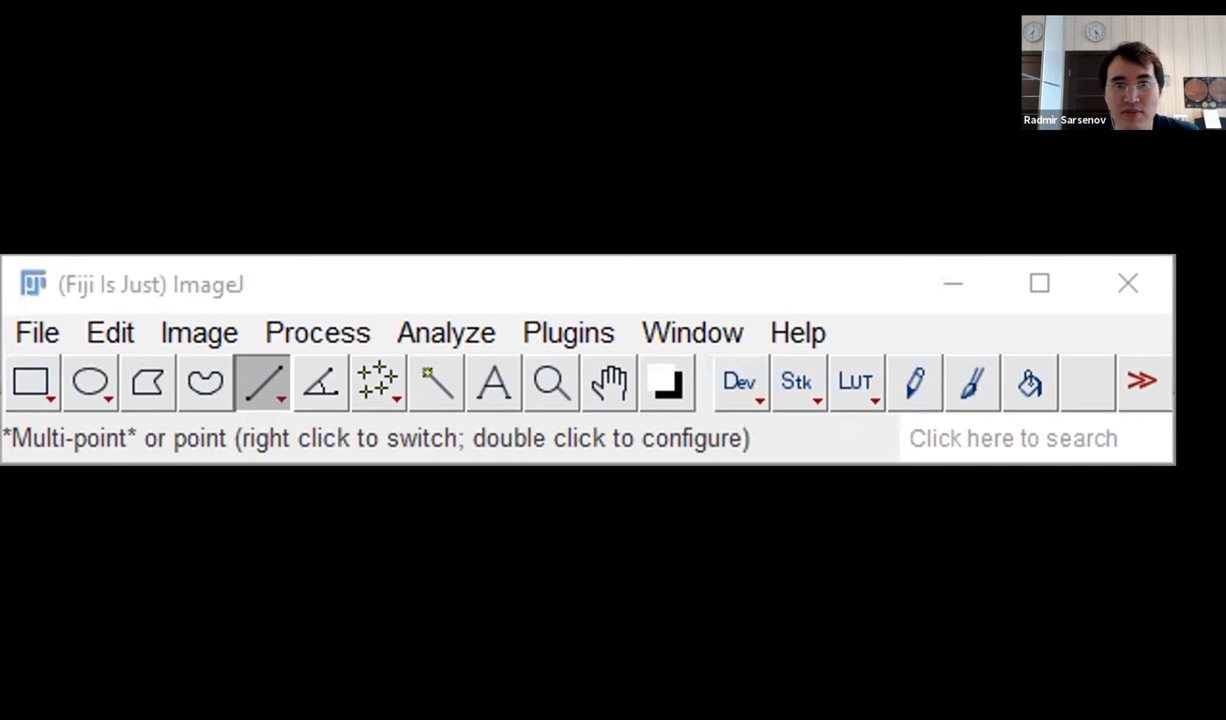 Radmir Sarsenov
(Fiji Is Just) ImageJ
File Edit Image Process Analyze Plugins Window Help
A Dev Stk LUT >>
*Multi-point* or point (right click to switch; double click to configure) Click here to search